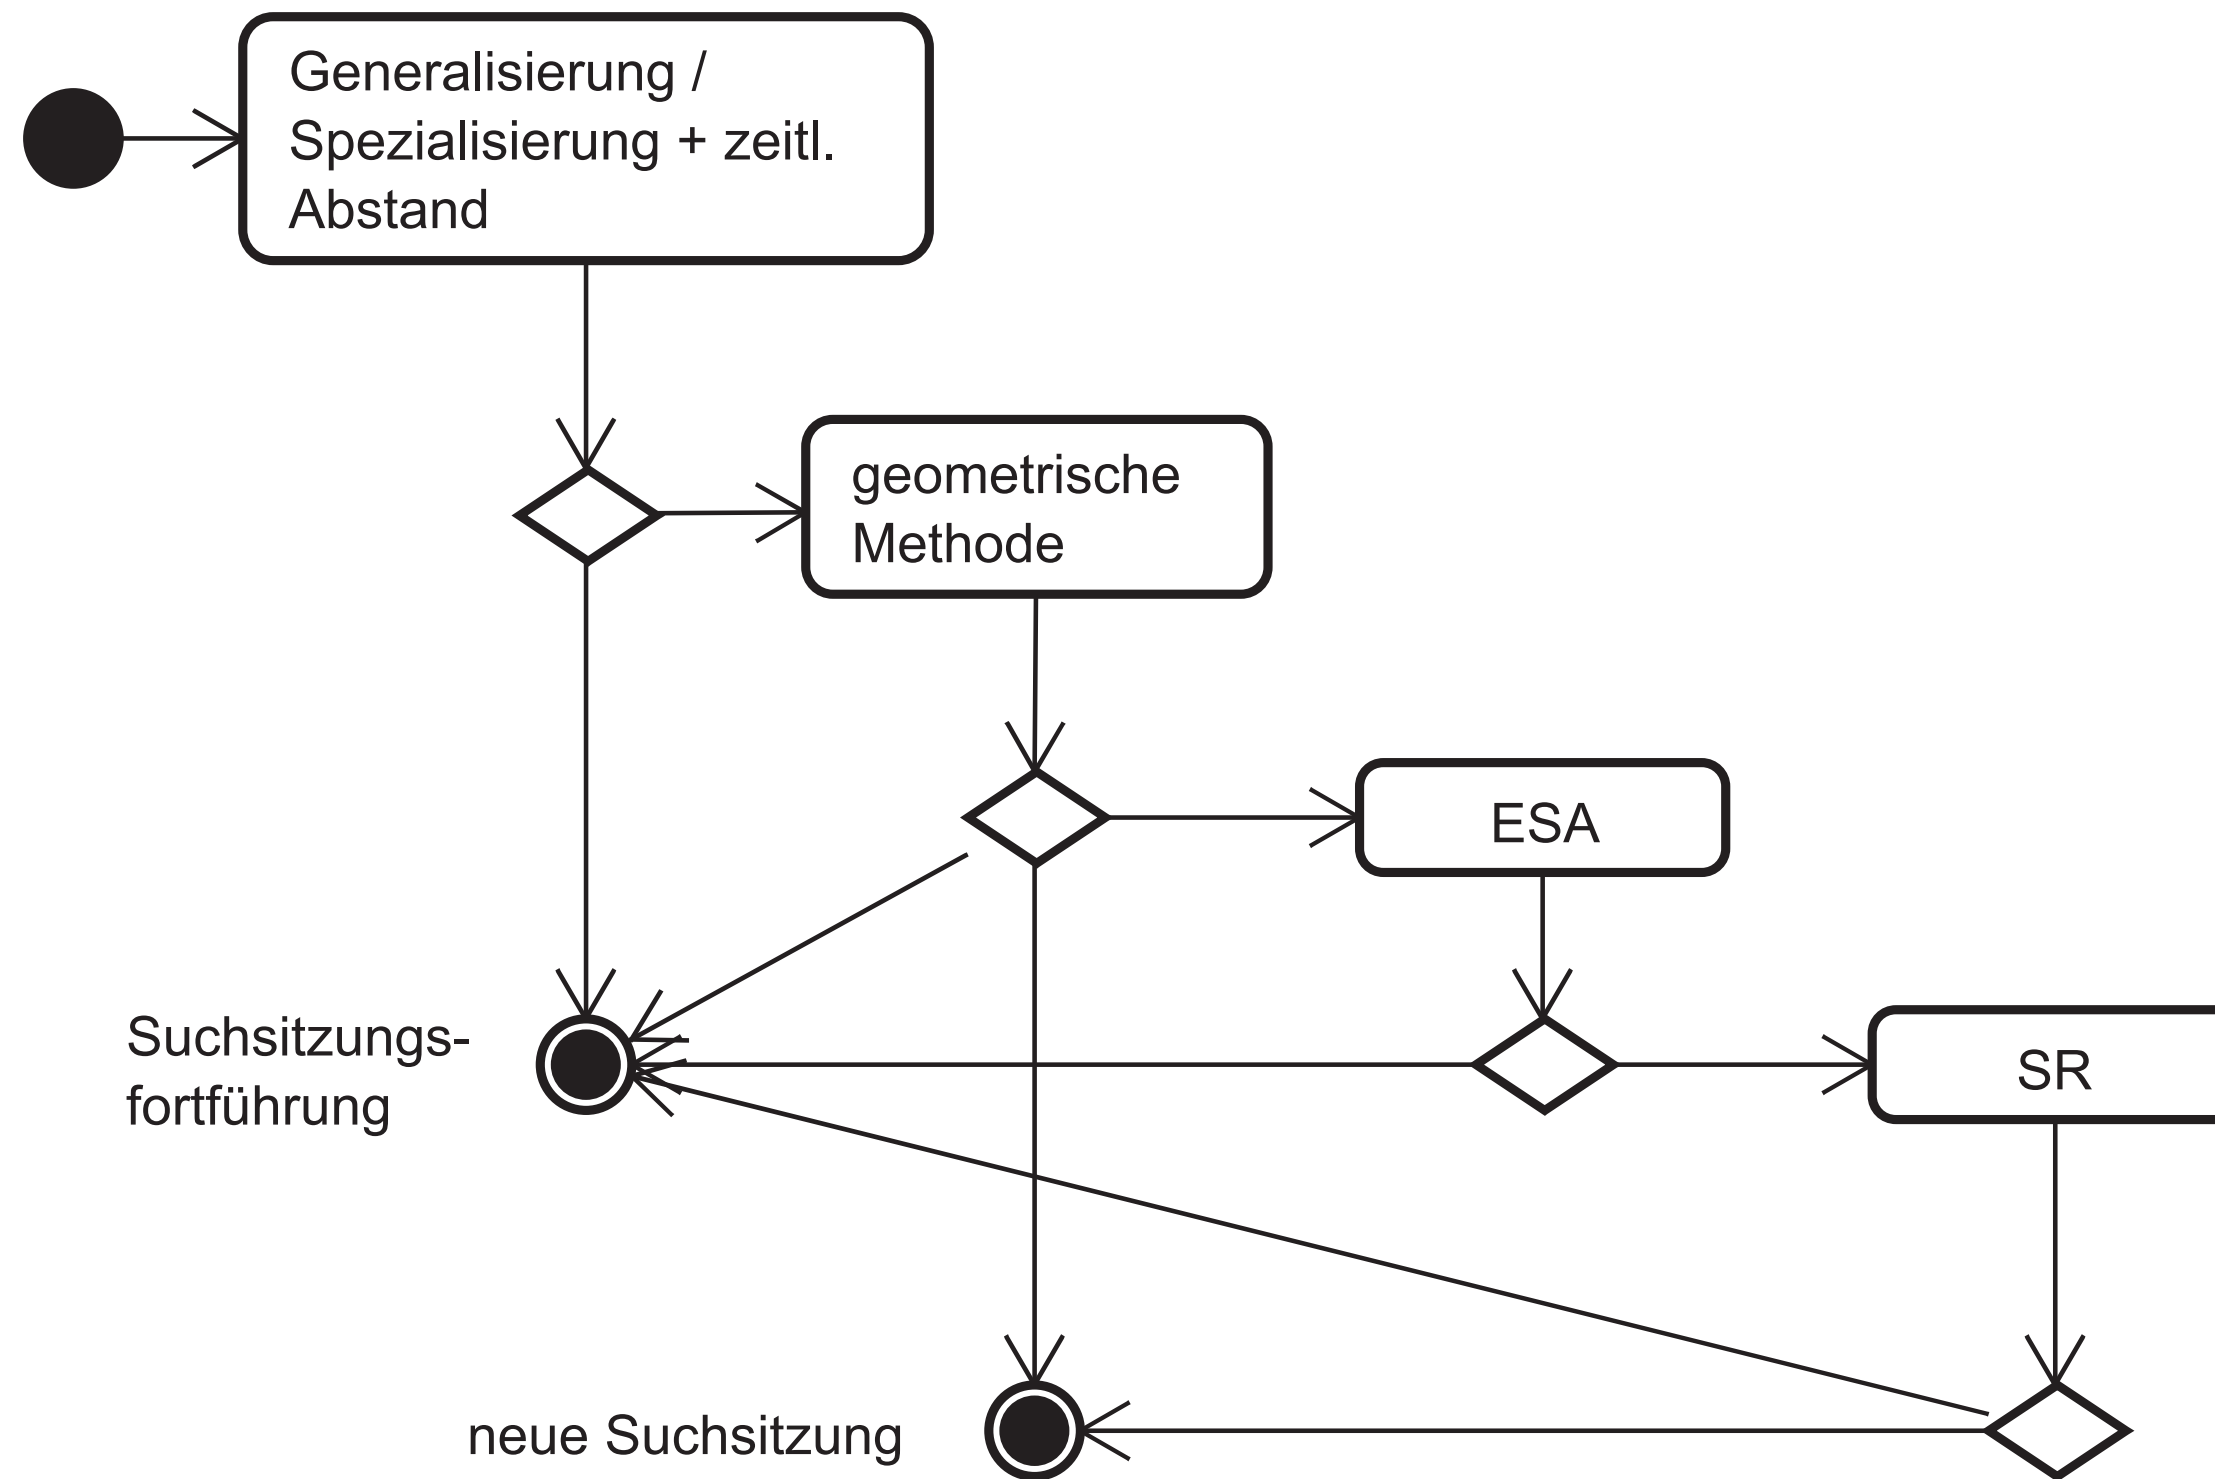 Generalisierung /
Spezialisierung + zeitl.
Abstand
geometrische
Methode
ESA
Suchsitzungs-
fortführung
SR
neue Suchsitzung